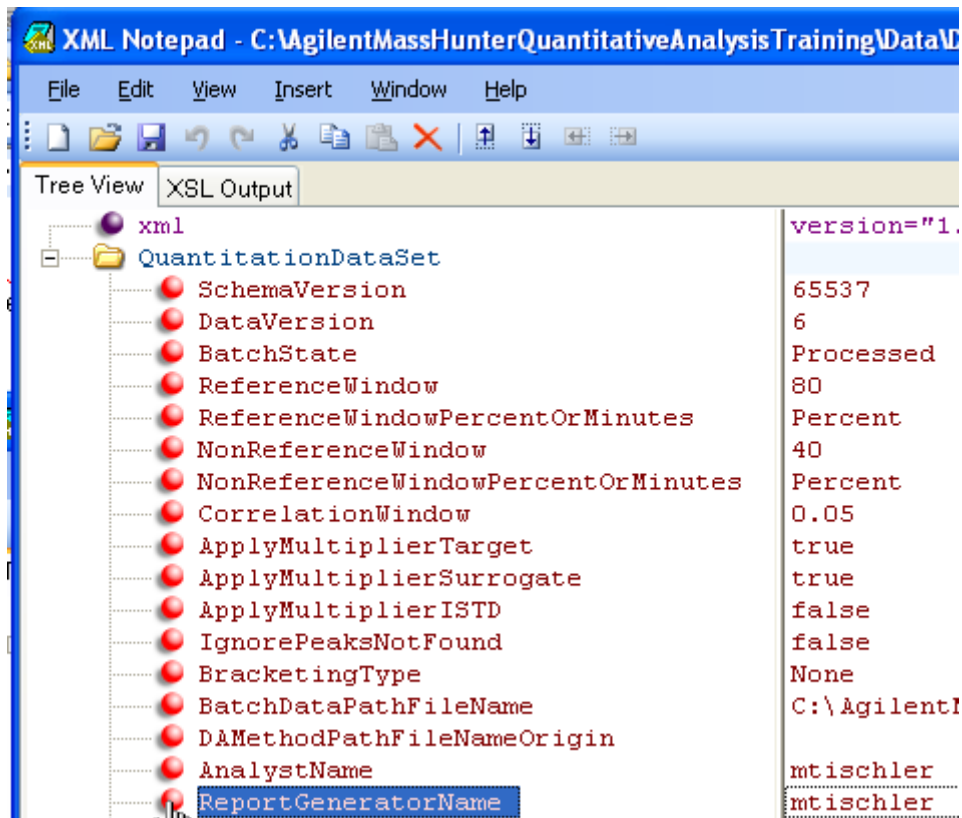 XML Notepad - C:\AgilentMassHunterQuantitativeAnalysisTraining\Data\D
File Edit View Insert Window Help
Tree View XSL Output
xml version="1.
QuantitationDataSet
SchemaVersion 65537
DataVersion 6
BatchState Processed
ReferenceWindow 80
ReferenceWindowPercentOrMinutes Percent
NonReferenceWindow 40
NonReferenceWindowPercentOrMinutes Percent
CorrelationWindow 0.05
ApplyMultiplierTarget true
ApplyMultiplierSurrogate true
ApplyMultiplierISTD false
IgnorePeaksNotFound false
BracketingType None
BatchDataPathFileName C:\Agilent
DAMethodPathFileNameOrigin
AnalystName mtischler
ReportGeneratorName mtischler